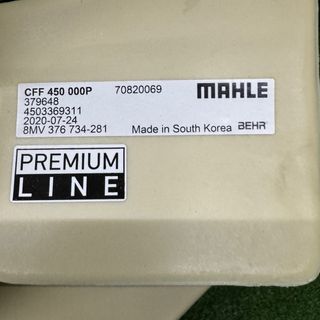 CFF 450 000P 70820069 MAHLE
379648
4503369311
2020-07-24
8MV 376 734-281 Made in South Korea BEHR
PREMIUM
LINE